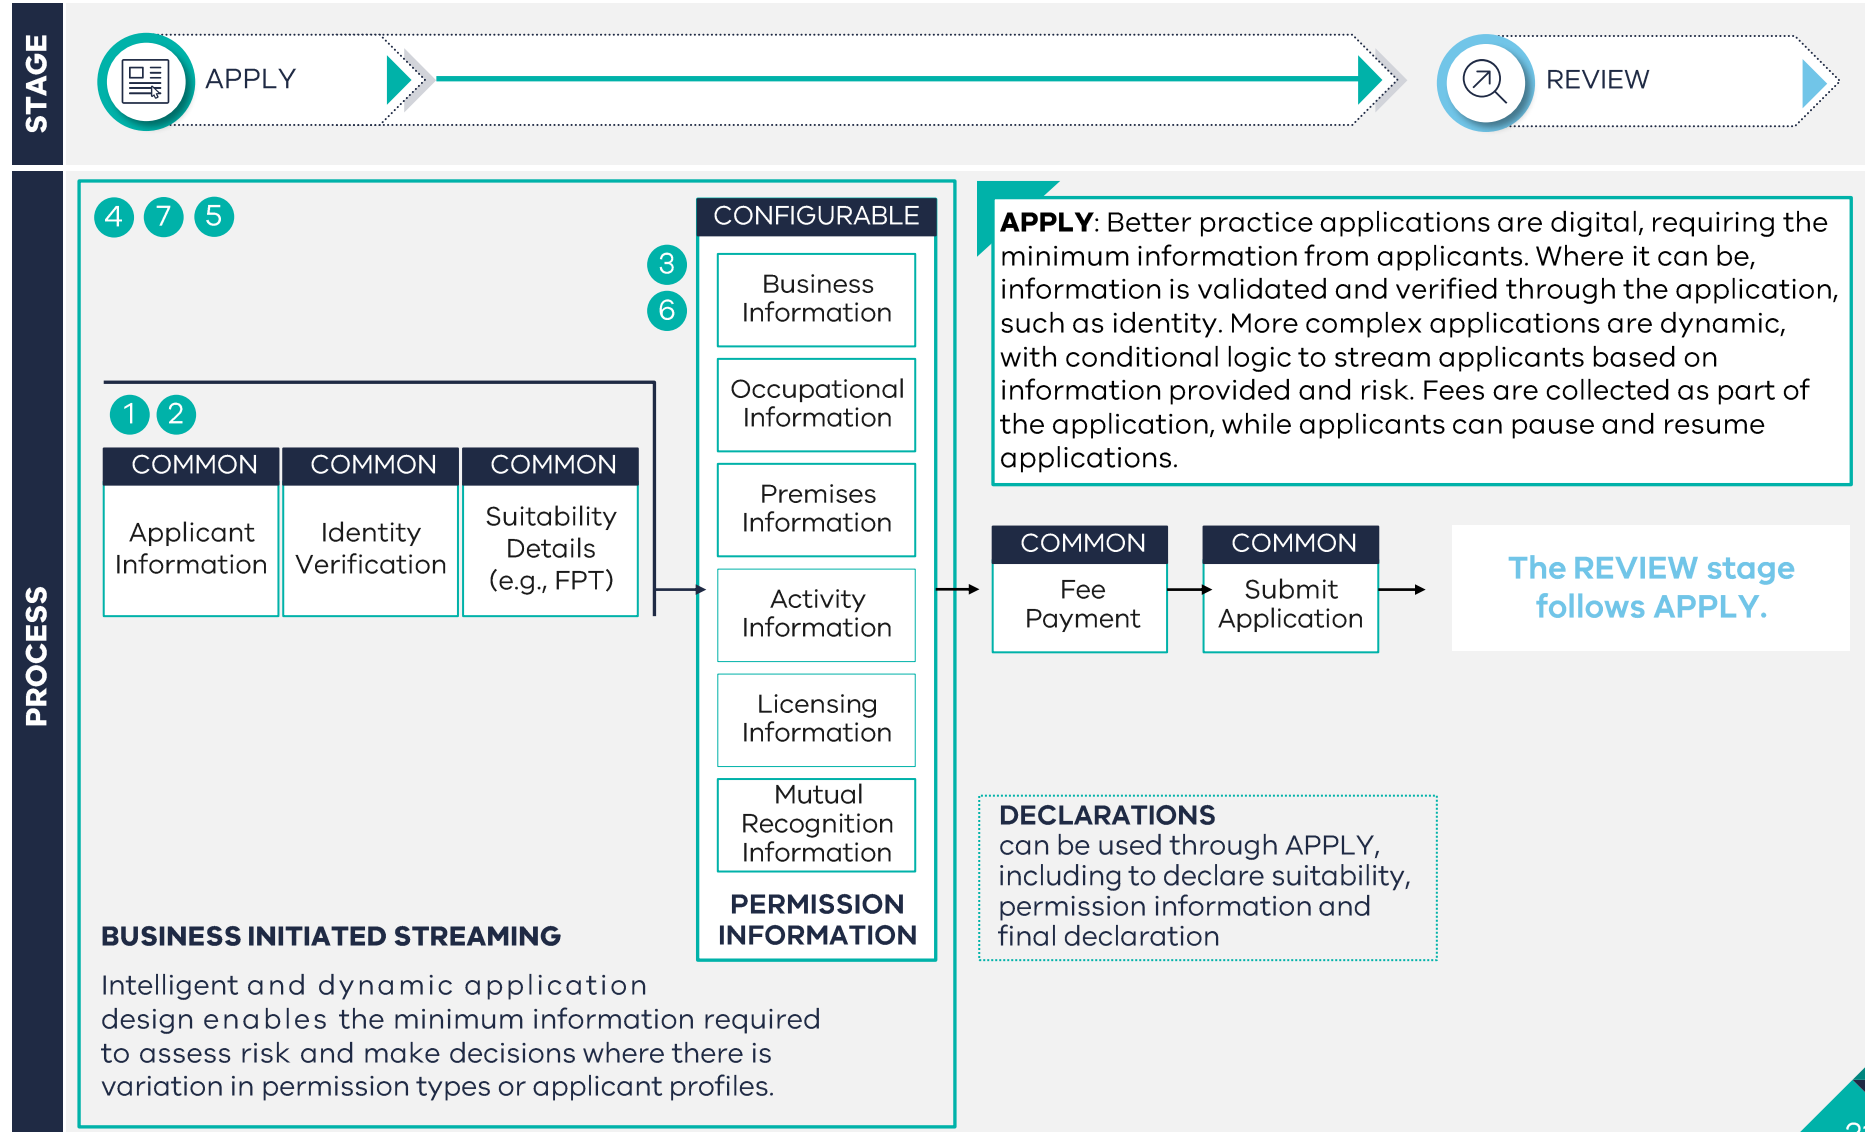 STAGE
APPLY
REVIEW
PROCESS
4 7 5
CONFIGURABLE
3
6
Business
Information
Occupational
Information
Premises
Information
Activity
Information
Licensing
Information
Mutual
Recognition
Information
PERMISSION
INFORMATION
1 2
COMMON
Applicant
Information
COMMON
Identity
Verification
COMMON
Suitability
Details
(e.g., FPT)
BUSINESS INITIATED STREAMING
Intelligent and dynamic application
design enables the minimum information required
to assess risk and make decisions where there is
variation in permission types or applicant profiles.
APPLY: Better practice applications are digital, requiring the
minimum information from applicants. Where it can be,
information is validated and verified through the application,
such as identity. More complex applications are dynamic,
with conditional logic to stream applicants based on
information provided and risk. Fees are collected as part of
the application, while applicants can pause and resume
applications.
COMMON
Fee
Payment
COMMON
Submit
Application
The REVIEW stage
follows APPLY.
DECLARATIONS
can be used through APPLY,
including to declare suitability,
permission information and
final declaration